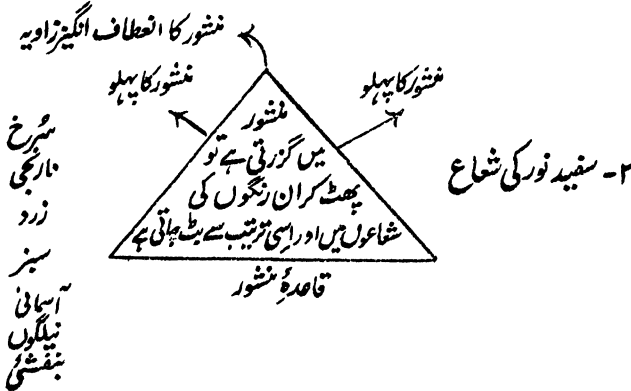 منشور کا انعطاف انگیز زاویہ
منشور کا پہلو
منشور کا پہلو
۲۔ سفید نور کی شعاع
منشور
میں گزرتی ہے تو
پھٹ کر ان رنگوں کی
شعاعوں میں اور اسی ترتیب سے بٹ جاتی ہے
قاعدۂ منشور
سُرخ
نارنجی
زرد
سبز
آسمانی
نیلگوں
بنفشئی